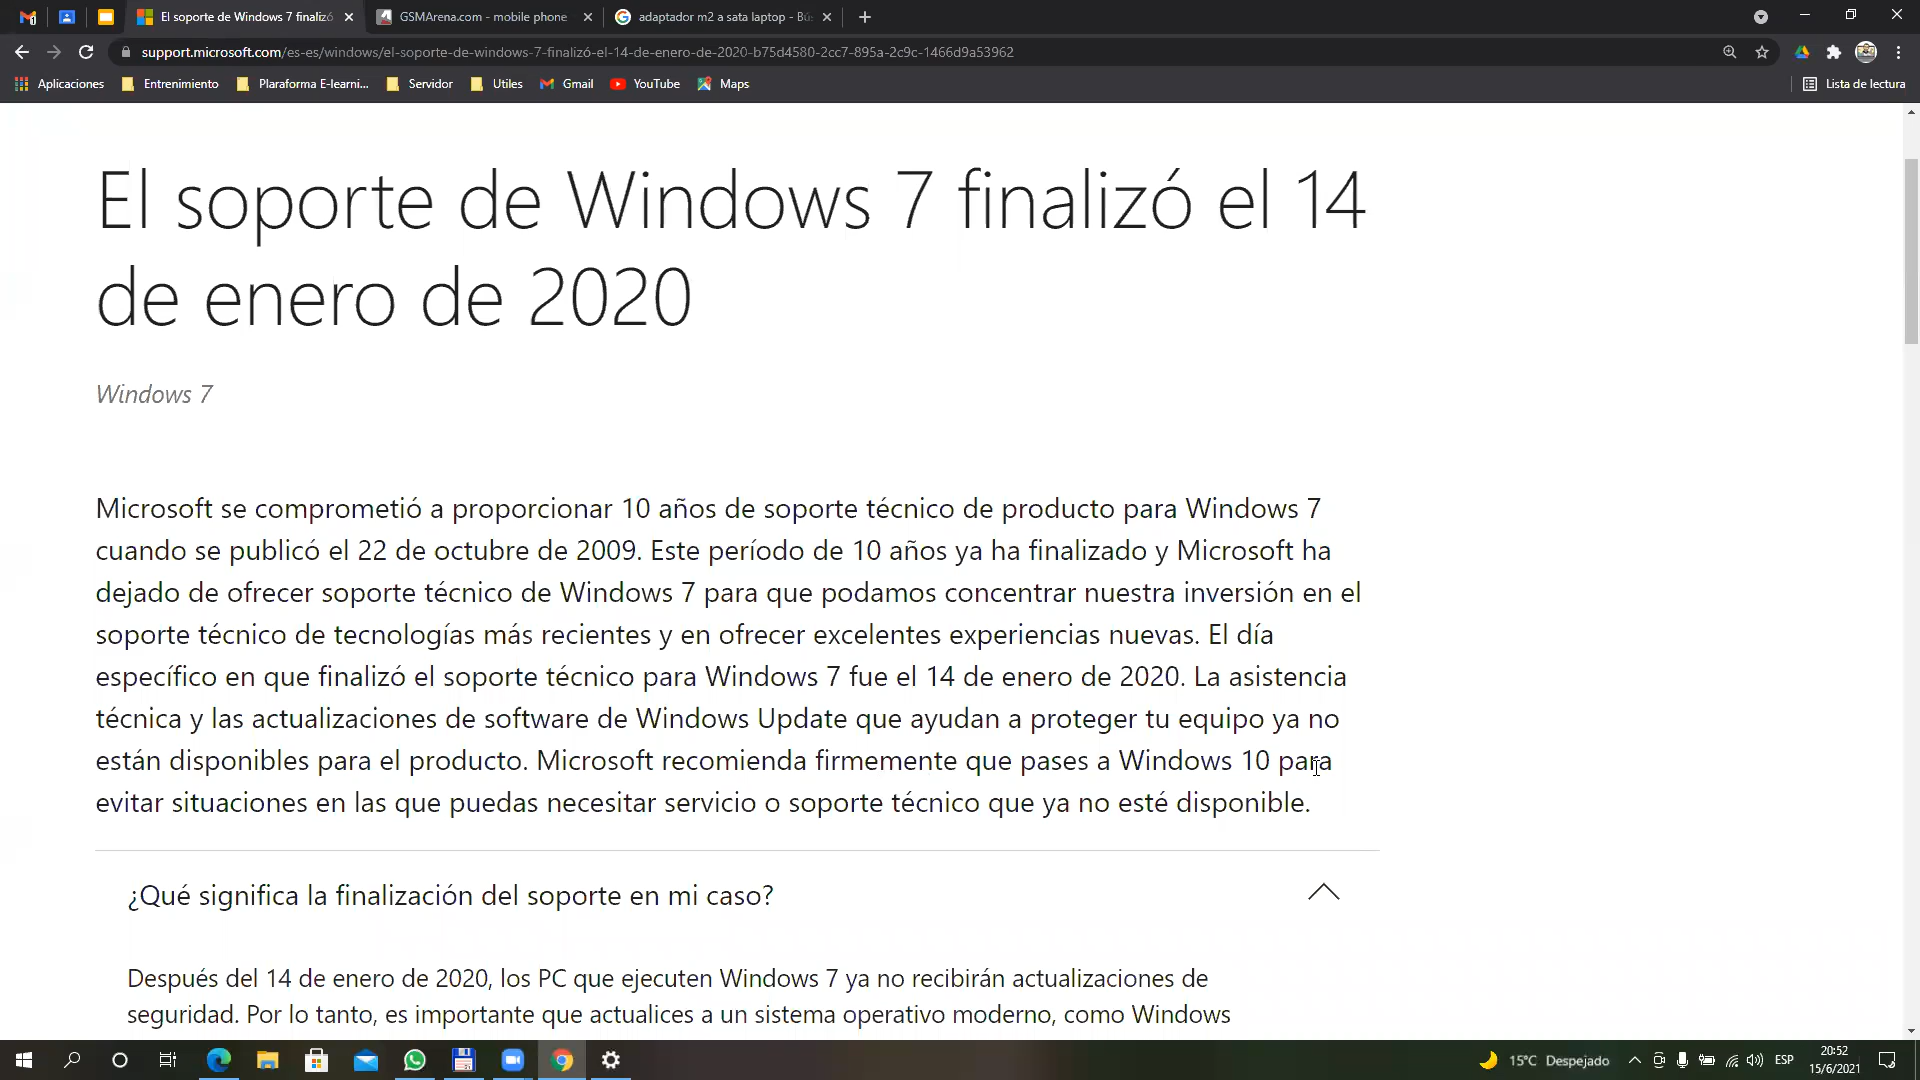 El soporte de Windows 7 finalizó
GSMArena.com - mobile phone
adaptador m2 a sata laptop - Bú
support.microsoft.com/es-es/windows/el-soporte-de-windows-7-finalizó-el-14-de-enero-de-2020-b75d4580-2cc7-895a-2c9c-1466d9a53962
Aplicaciones Entrenimiento Plaraforma E-learni... Servidor Utiles Gmail YouTube Maps Lista de lectura
El soporte de Windows 7 finalizó el 14
de enero de 2020
Windows 7
Microsoft se comprometió a proporcionar 10 años de soporte técnico de producto para Windows 7
cuando se publicó el 22 de octubre de 2009. Este período de 10 años ya ha finalizado y Microsoft ha
dejado de ofrecer soporte técnico de Windows 7 para que podamos concentrar nuestra inversión en el
soporte técnico de tecnologías más recientes y en ofrecer excelentes experiencias nuevas. El día
específico en que finalizó el soporte técnico para Windows 7 fue el 14 de enero de 2020. La asistencia
técnica y las actualizaciones de software de Windows Update que ayudan a proteger tu equipo ya no
están disponibles para el producto. Microsoft recomienda firmemente que pases a Windows 10 para
evitar situaciones en las que puedas necesitar servicio o soporte técnico que ya no esté disponible.
¿Qué significa la finalización del soporte en mi caso?
Después del 14 de enero de 2020, los PC que ejecuten Windows 7 ya no recibirán actualizaciones de
seguridad. Por lo tanto, es importante que actualices a un sistema operativo moderno, como Windows
15°C Despejado ESP 20:52
15/6/2021